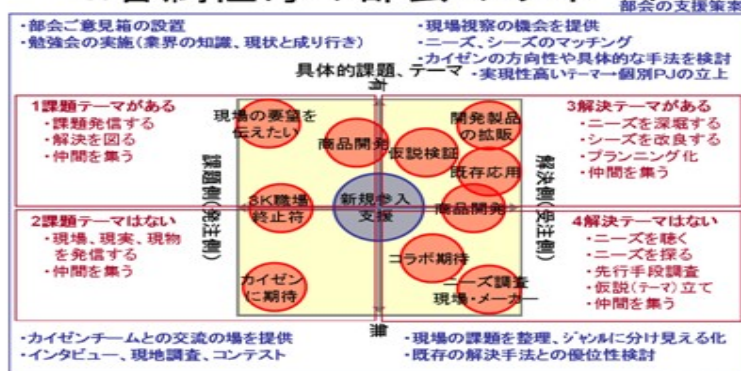 部会の支援策案
・部会ご意見箱の設置
・勉強会の実施（業界の知識、現状と成り行き）
・現場視察の機会を提供
・ニーズ、シーズのマッチング
・カイゼンの方向性や具体的な手法を検討
・実現性高いテーマ→個別PJの立上
具体的課題、テーマ
有
1課題テーマがある
・課題発信する
・解決を図る
・仲間を集う
現場の要望を
伝えたい
商品開発
仮説検証
開発製品
の拡販
既存応用
3解決テーマがある
・ニーズを深堀する
・シーズを改良する
・プランニング化
・仲間を集う
課題側（発注側）
3K職場
終止符
新規参入
支援
商品開発
解決側（受注側）
2課題テーマはない
・現場、現実、現物
を発信する
・仲間を集う
カイゼン
に期待
コラボ期待
ニーズ調査
現場・メーカー
4解決テーマはない
・ニーズを聴く
・ニーズを探る
・先行手段調査
・仮説（テーマ）立て
・仲間を集う
無
・カイゼンチームとの交流の場を提供
・インタビュー、現地調査、コンテスト
・現場の課題を整理、ジャンルに分け見える化
・既存の解決手法との優位性検討